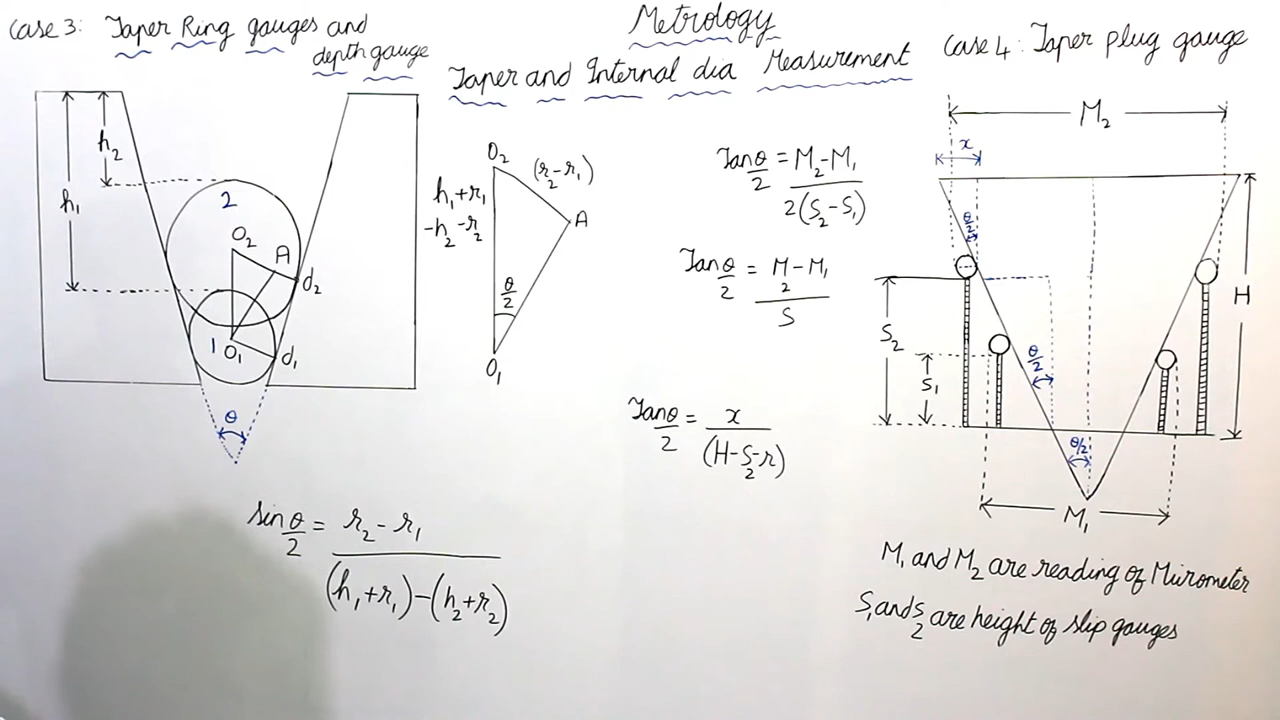 Metrology
Taper and Internal dia Measurement
Case 3: Taper Ring gauges and
depth gauge
h₂
h₁
2
O₂
A
d₂
1 O₁
d₁
θ
O₂
(r₂-r₁)
h₁+r₁
-h₂-r₂
A
θ/2
O₁
sin θ/2 = r₂-r₁ / (h₁+r₁)-(h₂+r₂)
Tan θ/2 = M₂-M₁ / 2(S₂-S₁)
Tan θ/2 = M₂-M₁ / S
Tan θ/2 = x / (H-S₂-r)
Case 4: Taper plug gauge
M₂
x
θ/2
H
S₂
S₁
θ/2
θ/2
M₁
M₁ and M₂ are reading of Mirometer
S₁ and S₂ are height of slip gauges